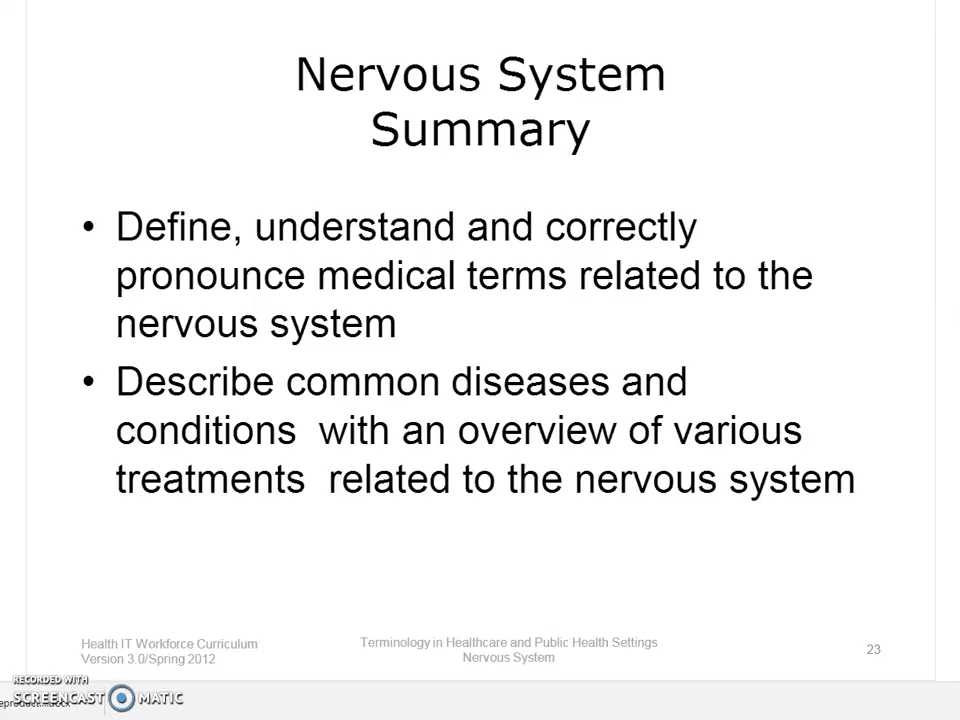 Nervous System
Summary
• Define, understand and correctly
pronounce medical terms related to the
nervous system
• Describe common diseases and
conditions with an overview of various
treatments related to the nervous system
Health IT Workforce Curriculum
Version 3.0/Spring 2012
Terminology in Healthcare and Public Health Settings
Nervous System
23
RECORDED WITH
SCREENCAST MATIC